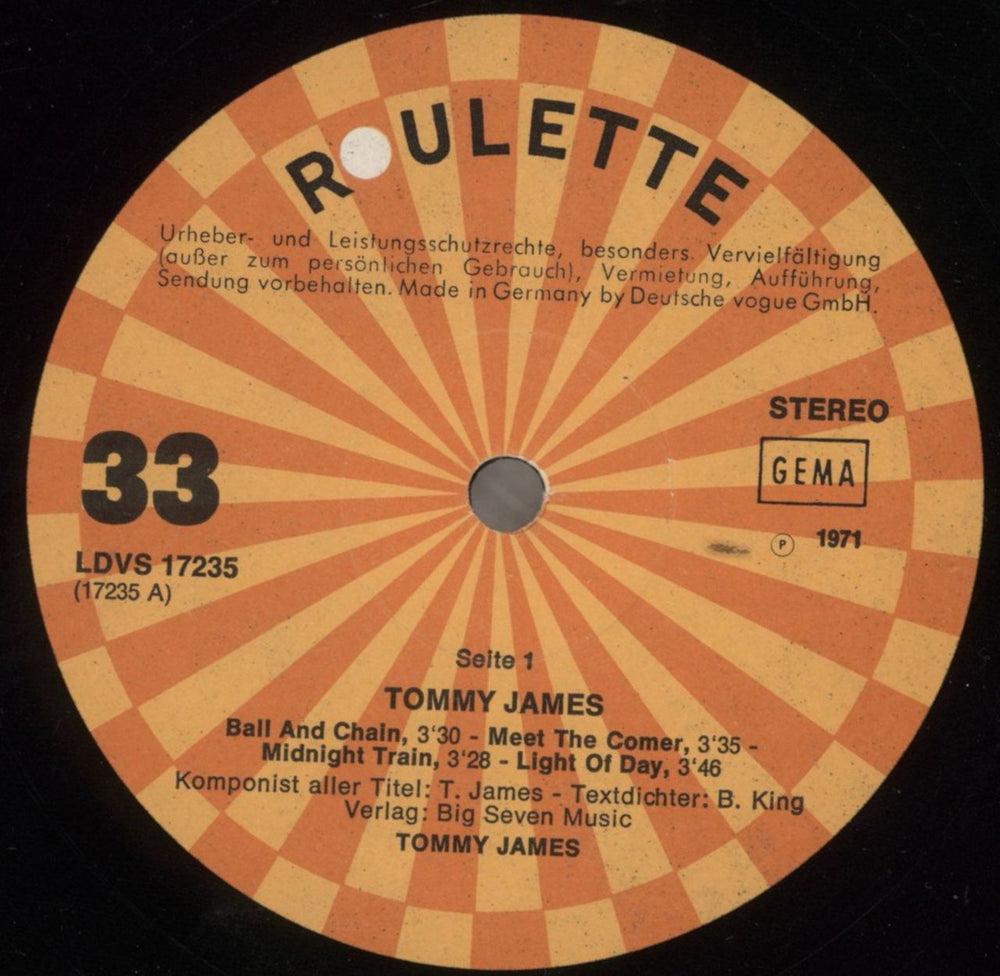 ROULETTE
Urheber- und Leistungsschutzrechte, besonders Vervielfältigung
(außer zum persönlichen Gebrauch), Vermietung, Aufführung,
Sendung vorbehalten. Made in Germany by Deutsche vogue GmbH.
STEREO
33
GEMA
Ⓟ 1971
LDVS 17235
(17235 A)
Seite 1
TOMMY JAMES
Ball And Chain, 3'30 - Meet The Comer, 3'35 -
Midnight Train, 3'28 - Light Of Day, 3'46
Komponist aller Titel: T. James - Textdichter: B. King
Verlag: Big Seven Music
TOMMY JAMES